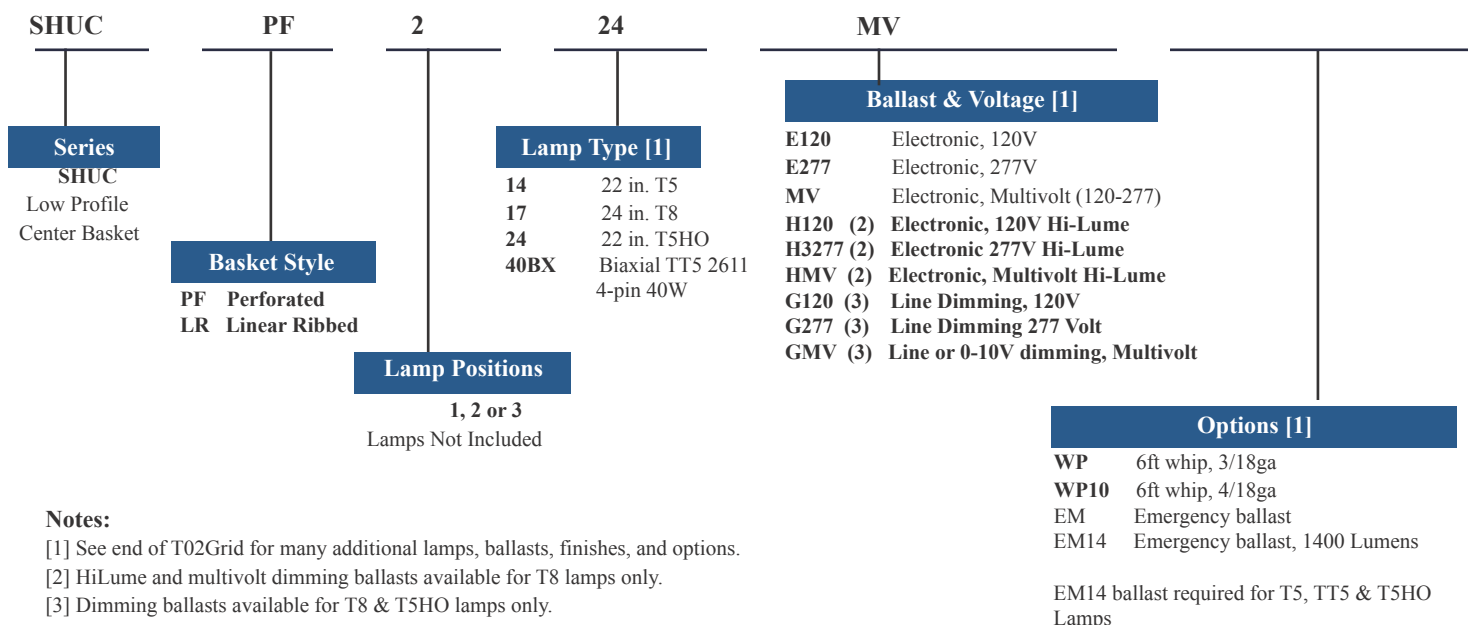 SHUC PF 2 24 MV
Series
SHUC
Low Profile
Center Basket
Basket Style
PF Perforated
LR Linear Ribbed
Lamp Positions
1, 2 or 3
Lamps Not Included
Lamp Type [1]
14 22 in. T5
17 24 in. T8
24 22 in. T5HO
40BX Biaxial TT5 2611
4-pin 40W
Ballast & Voltage [1]
E120 Electronic, 120V
E277 Electronic, 277V
MV Electronic, Multivolt (120-277)
H120 (2) Electronic, 120V Hi-Lume
H3277 (2) Electronic 277V Hi-Lume
HMV (2) Electronic, Multivolt Hi-Lume
G120 (3) Line Dimming, 120V
G277 (3) Line Dimming 277 Volt
GMV (3) Line or 0-10V dimming, Multivolt
Options [1]
WP 6ft whip, 3/18ga
WP10 6ft whip, 4/18ga
EM Emergency ballast
EM14 Emergency ballast, 1400 Lumens
EM14 ballast required for T5, TT5 & T5HO
Lamps
Notes:
[1] See end of T02Grid for many additional lamps, ballasts, finishes, and options.
[2] HiLume and multivolt dimming ballasts available for T8 lamps only.
[3] Dimming ballasts available for T8 & T5HO lamps only.